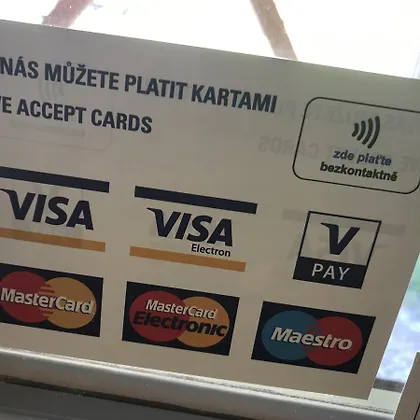 NÁS MŮŽETE PLATIT KARTAMI
ACCEPT CARDS
zde plaťte
bezkontaktně
VISA
VISA
Electron
V
PAY
MasterCard
MasterCard
Electronic
Maestro